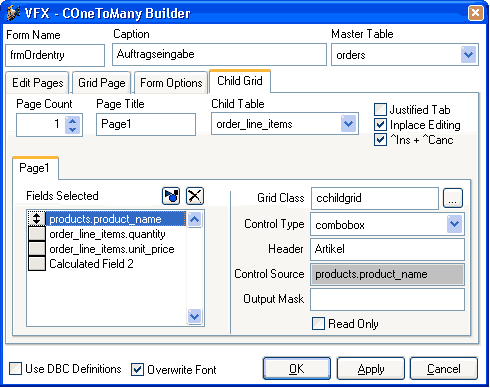 VFX - COneToMany Builder
Form Name Caption Master Table
frmOrdentry Auftragseingabe orders
Edit Pages Grid Page Form Options Child Grid
Page Count Page Title Child Table
1 Page1 order_line_items
Justified Tab
Inplace Editing
^Ins + ^Canc
Page1
Fields Selected
products.product_name
order_line_items.quantity
order_line_items.unit_price
Calculated Field 2
Grid Class cchildgrid ...
Control Type combobox
Header Artikel
Control Source products.product_name
Output Mask
Read Only
Use DBC Definitions Overwrite Font OK Apply Cancel